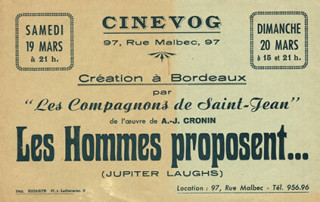 CINEVOG
97, Rue Malbec, 97
SAMEDI
19 MARS
à 21 h.
DIMANCHE
20 MARS
à 15 et 21 h.
Création à Bordeaux
par
"Les Compagnons de Saint-Jean"
de l'œuvre de A.-J. CRONIN
Les Hommes proposent...
(JUPITER LAUGHS)
Location : 97, Rue Malbec - Tél. 956.96